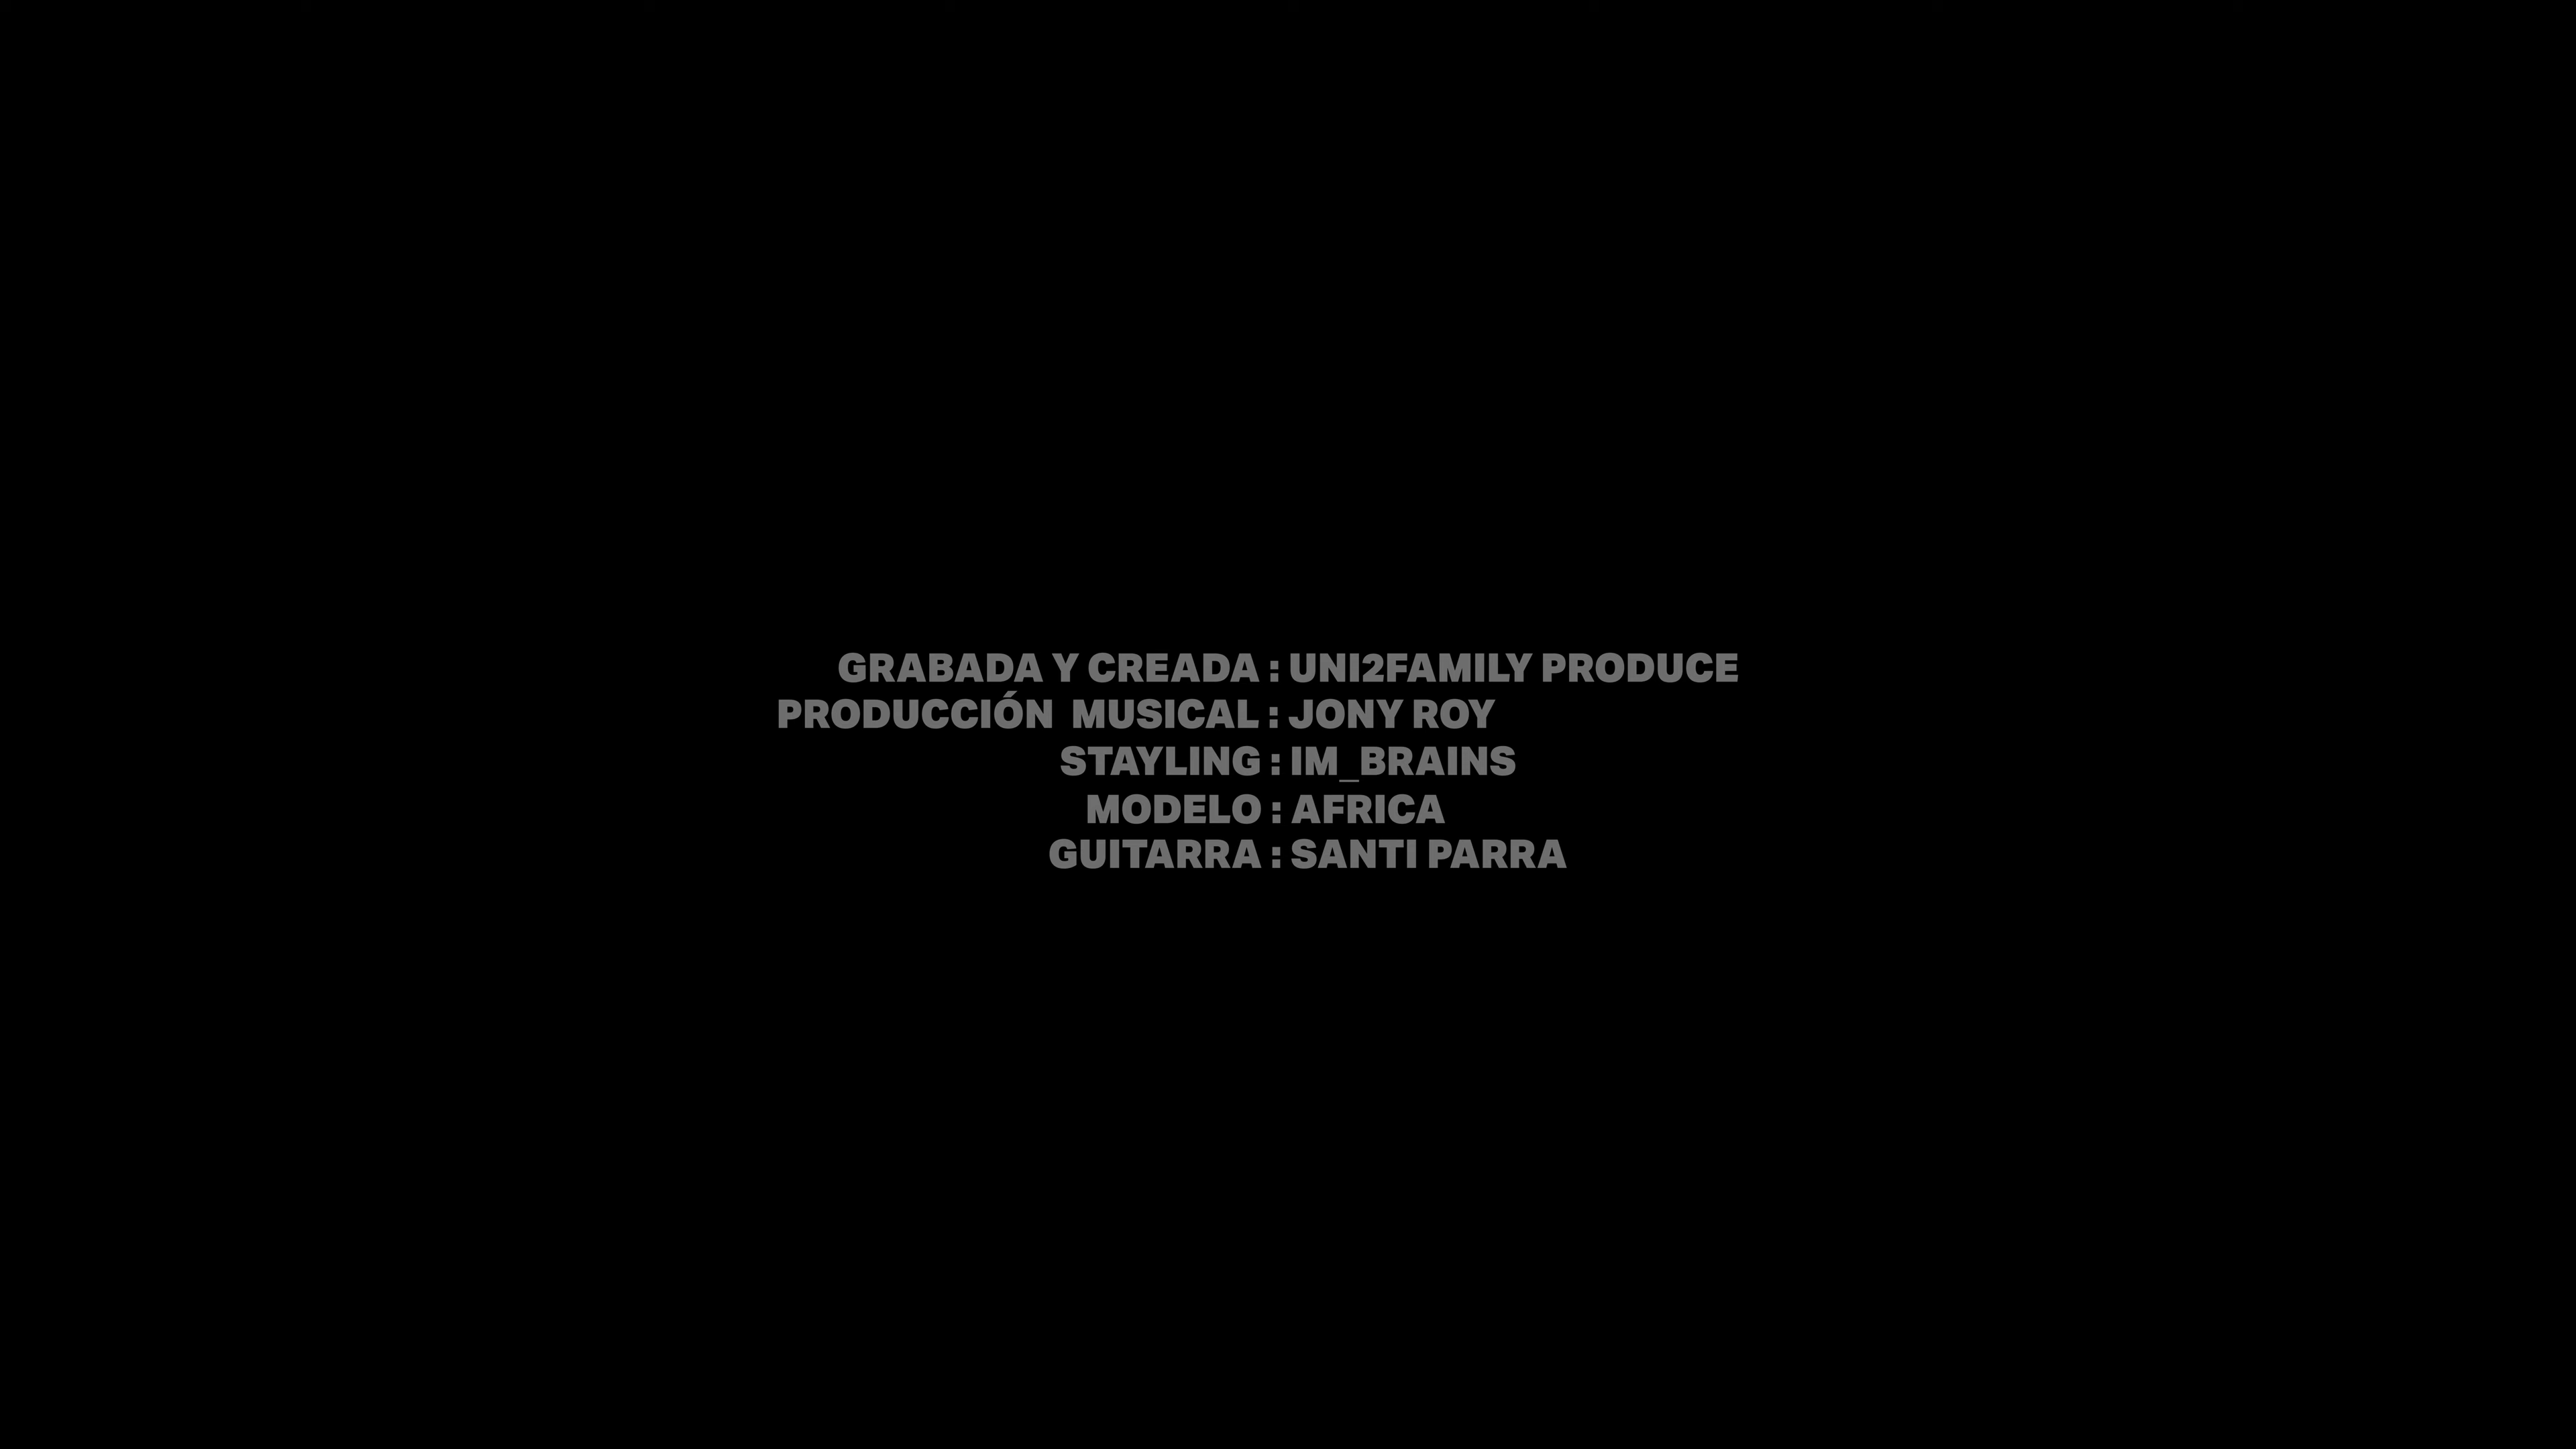 GRABADA Y CREADA : UNI2FAMILY PRODUCE
PRODUCCIÓN  MUSICAL : JONY ROY
STAYLING : IM_BRAINS
MODELO : AFRICA
GUITARRA : SANTI PARRA